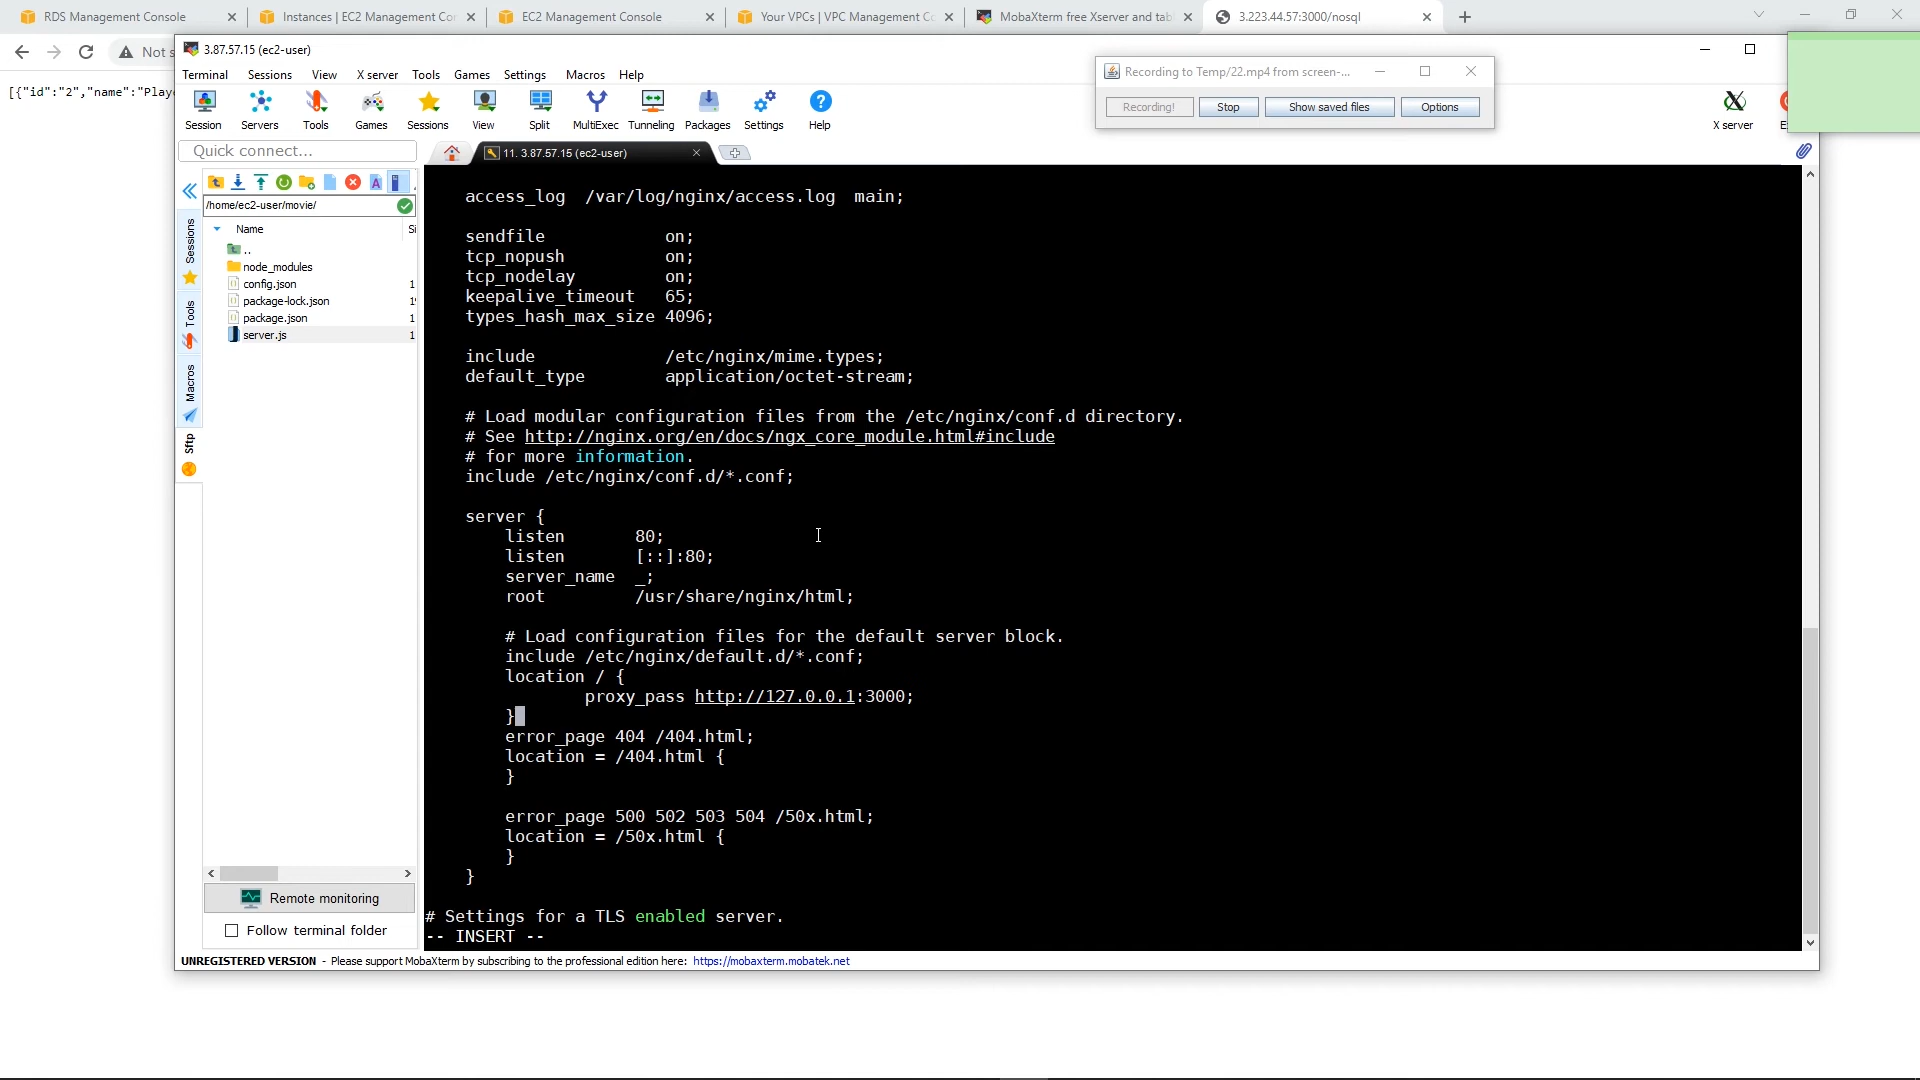 RDS Management Console
Instances | EC2 Management Cor
EC2 Management Console
Your VPCs | VPC Management Co
MobaXterm free Xserver and tab
3.223.44.57:3000/nosql
Not s
[{"id":"2","name":"Playe
3.87.57.15 (ec2-user)
Terminal Sessions View X server Tools Games Settings Macros Help
Recording to Temp/22.mp4 from screen-...
Recording! Stop Show saved files Options
Session Servers Tools Games Sessions View Split MultiExec Tunneling Packages Settings Help
X server
Quick connect...
11. 3.87.57.15 (ec2-user)
/home/ec2-user/movie/
Name
..
node_modules
config.json 1
package-lock.json
package.json 1
server.js 1
Sessions
Tools
Macros
Sftp
access_log /var/log/nginx/access.log main;
sendfile on;
tcp_nopush on;
tcp_nodelay on;
keepalive_timeout 65;
types_hash_max_size 4096;
include /etc/nginx/mime.types;
default_type application/octet-stream;
# Load modular configuration files from the /etc/nginx/conf.d directory.
# See http://nginx.org/en/docs/ngx_core_module.html#include
# for more information.
include /etc/nginx/conf.d/*.conf;
server {
listen 80;
listen [::]:80;
server_name _;
root /usr/share/nginx/html;
# Load configuration files for the default server block.
include /etc/nginx/default.d/*.conf;
location / {
proxy_pass http://127.0.0.1:3000;
}
error_page 404 /404.html;
location = /404.html {
}
error_page 500 502 503 504 /50x.html;
location = /50x.html {
}
}
# Settings for a TLS enabled server.
-- INSERT --
Remote monitoring
Follow terminal folder
UNREGISTERED VERSION - Please support MobaXterm by subscribing to the professional edition here: https://mobaxterm.mobatek.net